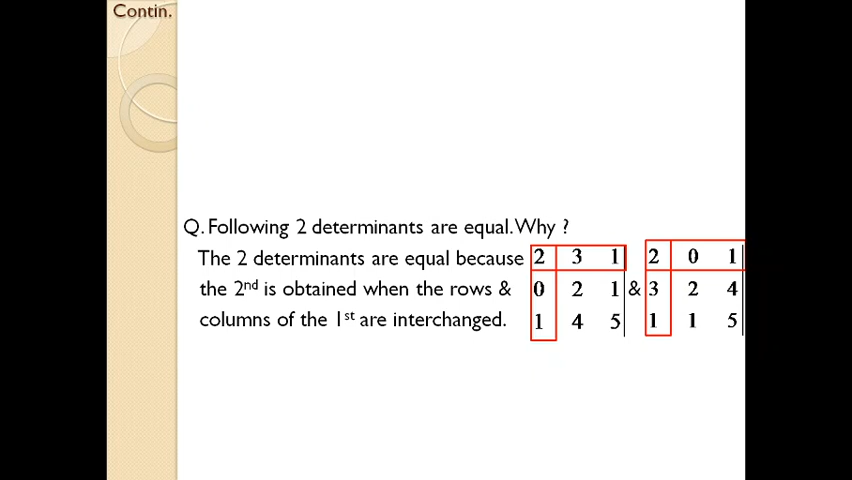 Contin.
Q. Following 2 determinants are equal. Why ?
The 2 determinants are equal because
the 2nd is obtained when the rows &
columns of the 1st are interchanged.
2 3 1 2 0 1
0 2 1 & 3 2 4
1 4 5 1 1 5